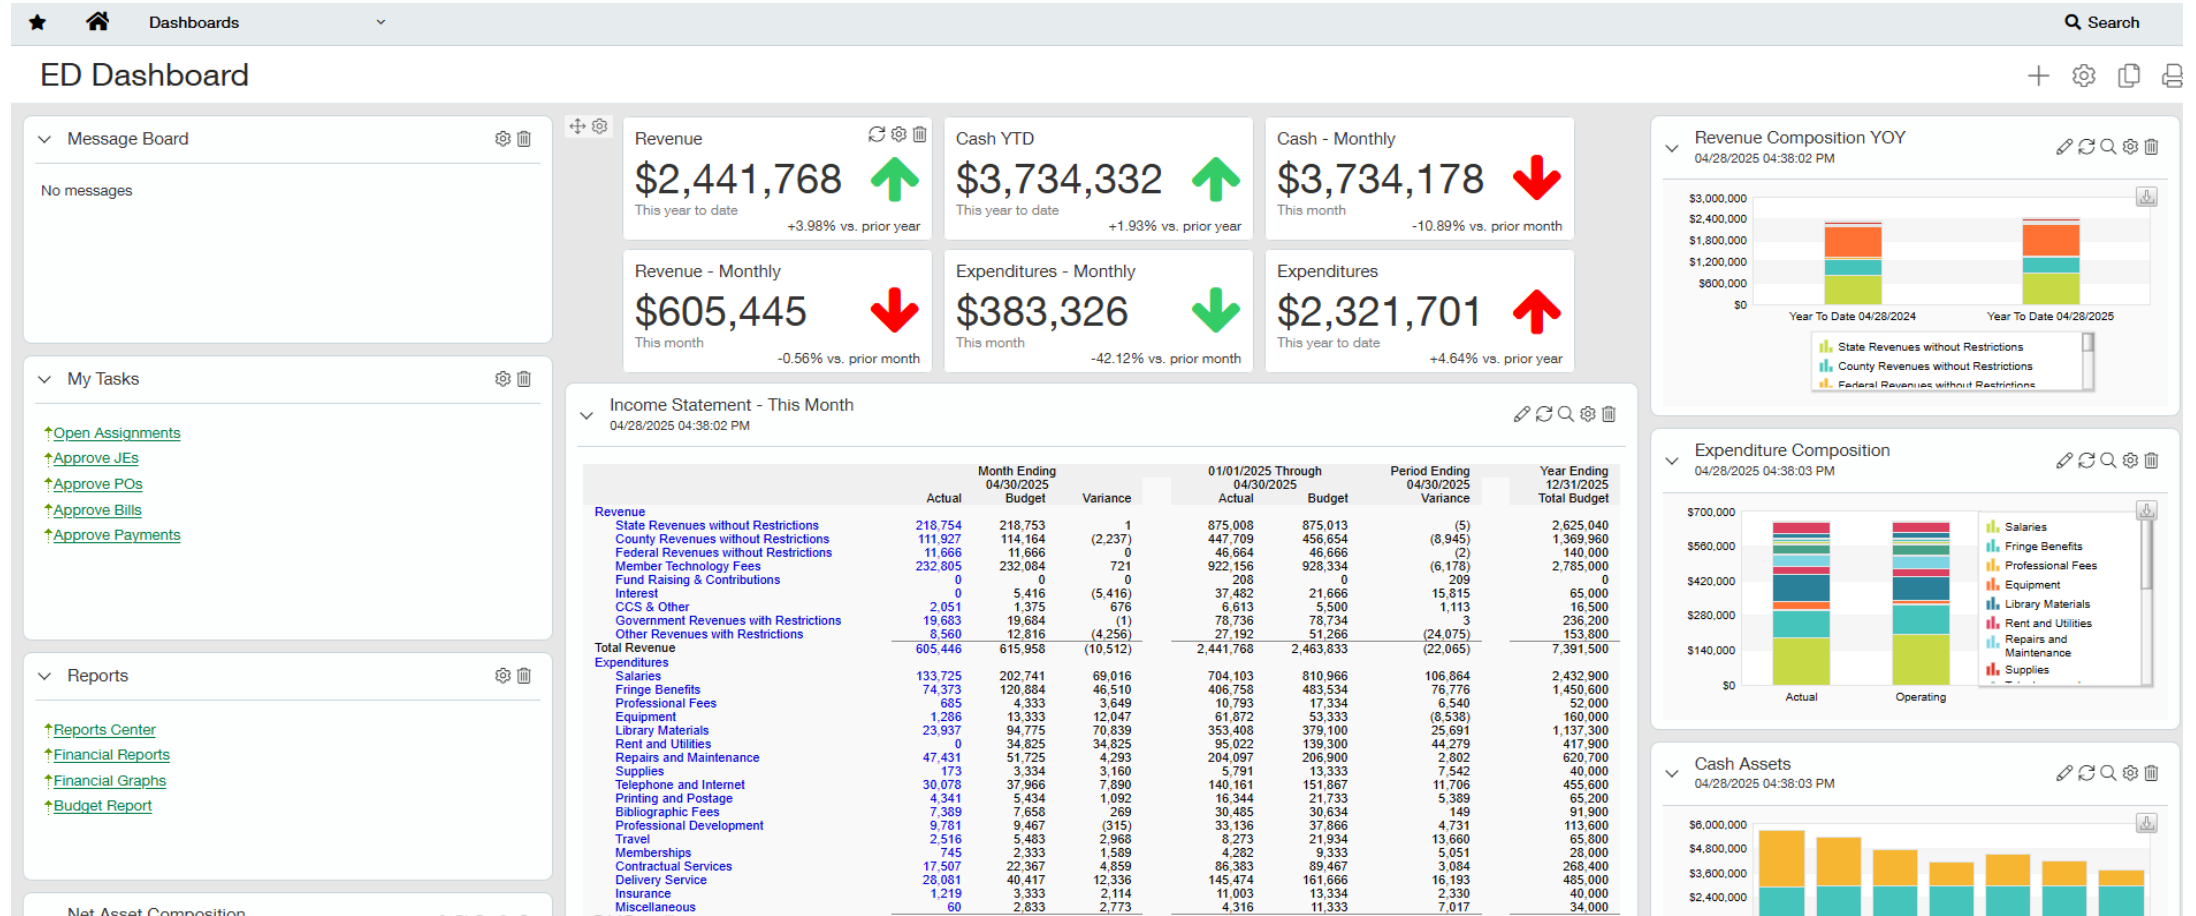 Dashboards
Search
ED Dashboard
Message Board
No messages
My Tasks
Open Assignments
Approve JEs
Approve POs
Approve Bills
Approve Payments
Reports
Reports Center
Financial Reports
Financial Graphs
Budget Report
Net Asset Composition
Revenue
$2,441,768
This year to date
+3.98% vs. prior year
Cash YTD
$3,734,332
This year to date
+1.93% vs. prior year
Cash - Monthly
$3,734,178
This month
-10.89% vs. prior month
Revenue - Monthly
$605,445
This month
-0.56% vs. prior month
Expenditures - Monthly
$383,326
This month
-42.12% vs. prior month
Expenditures
$2,321,701
This year to date
+4.64% vs. prior year
Income Statement - This Month
04/28/2025 04:38:02 PM
Month Ending 01/01/2025 Through Period Ending Year Ending
04/30/2025 04/30/2025 04/30/2025 12/31/2025
Actual Budget Variance Actual Budget Variance Total Budget
Revenue
State Revenues without Restrictions 218,754 218,753 1 875,008 875,013 (5) 2,625,040
County Revenues without Restrictions 111,927 114,164 (2,237) 447,709 456,654 (8,945) 1,369,960
Federal Revenues without Restrictions 11,666 11,666 0 46,664 46,666 (2) 140,000
Member Technology Fees 232,805 232,084 721 922,156 928,334 (6,178) 2,785,000
Fund Raising & Contributions 0 0 0 208 0 209 0
Interest 0 5,416 (5,416) 37,482 21,666 15,815 65,000
CCS & Other 2,051 1,375 676 6,613 5,500 1,113 16,500
Government Revenues with Restrictions 19,683 19,684 (1) 78,736 78,734 3 236,200
Other Revenues with Restrictions 8,560 12,816 (4,256) 27,192 51,266 (24,075) 153,800
Total Revenue 605,446 615,958 (10,512) 2,441,768 2,463,833 (22,065) 7,391,500
Expenditures
Salaries 133,725 202,741 69,016 704,103 810,966 106,864 2,432,900
Fringe Benefits 74,373 120,884 46,510 406,758 483,534 76,776 1,450,600
Professional Fees 685 4,333 3,649 10,793 17,334 6,540 52,000
Equipment 1,286 13,333 12,047 61,872 53,333 (8,538) 160,000
Library Materials 23,937 94,775 70,839 353,408 379,100 25,691 1,137,300
Rent and Utilities 0 34,825 34,825 95,022 139,300 44,279 417,900
Repairs and Maintenance 47,431 51,725 4,293 204,097 206,900 2,802 620,700
Supplies 173 3,334 3,160 5,791 13,333 7,542 40,000
Telephone and Internet 30,078 37,966 7,890 140,161 151,867 11,706 455,600
Printing and Postage 4,341 5,434 1,092 16,344 21,733 5,389 65,200
Bibliographic Fees 7,389 7,658 269 30,485 30,634 149 91,900
Professional Development 9,781 9,467 (315) 33,136 37,866 4,731 113,600
Travel 2,516 5,483 2,968 8,273 21,934 13,660 65,800
Memberships 745 2,333 1,589 4,282 9,333 5,051 28,000
Contractual Services 17,507 22,367 4,859 86,383 89,467 3,084 268,400
Delivery Service 28,081 40,417 12,336 145,474 161,666 16,193 485,000
Insurance 1,219 3,333 2,114 11,003 13,334 2,330 40,000
Miscellaneous 60 2,833 2,773 4,316 11,333 7,017 34,000
Revenue Composition YOY
04/28/2025 04:38:02 PM
$3,000,000
$2,400,000
$1,800,000
$1,200,000
$600,000
$0
Year To Date 04/28/2024 Year To Date 04/28/2025
State Revenues without Restrictions
County Revenues without Restrictions
Federal Revenues without Restrictions
Expenditure Composition
04/28/2025 04:38:03 PM
$700,000
$560,000
$420,000
$280,000
$140,000
$0
Actual Operating
Salaries
Fringe Benefits
Professional Fees
Equipment
Library Materials
Rent and Utilities
Repairs and
Maintenance
Supplies
Cash Assets
04/28/2025 04:38:03 PM
$6,000,000
$4,800,000
$3,600,000
$2,400,000